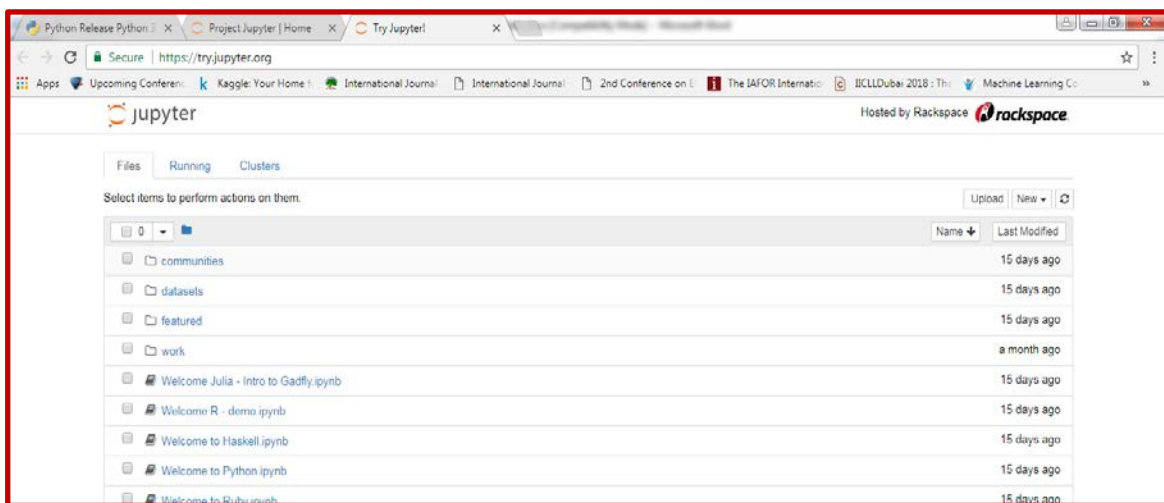 Python Release Python 3 Project Jupyter | Home Try Jupyter!
Secure | https://try.jupyter.org
Apps Upcoming Conferenc Kaggle: Your Home f International Journal International Journal 2nd Conference on E The IAFOR Internatio IICLLDubai 2018 : The Machine Learning Co »
jupyter Hosted by Rackspace rackspace.
Files Running Clusters
Select items to perform actions on them. Upload New
0 Name Last Modified
communities 15 days ago
datasets 15 days ago
featured 15 days ago
work a month ago
Welcome Julia - Intro to Gadfly.ipynb 15 days ago
Welcome R - demo.ipynb 15 days ago
Welcome to Haskell.ipynb 15 days ago
Welcome to Python.ipynb 15 days ago
Welcome to Ruby.ipynb 15 days ago